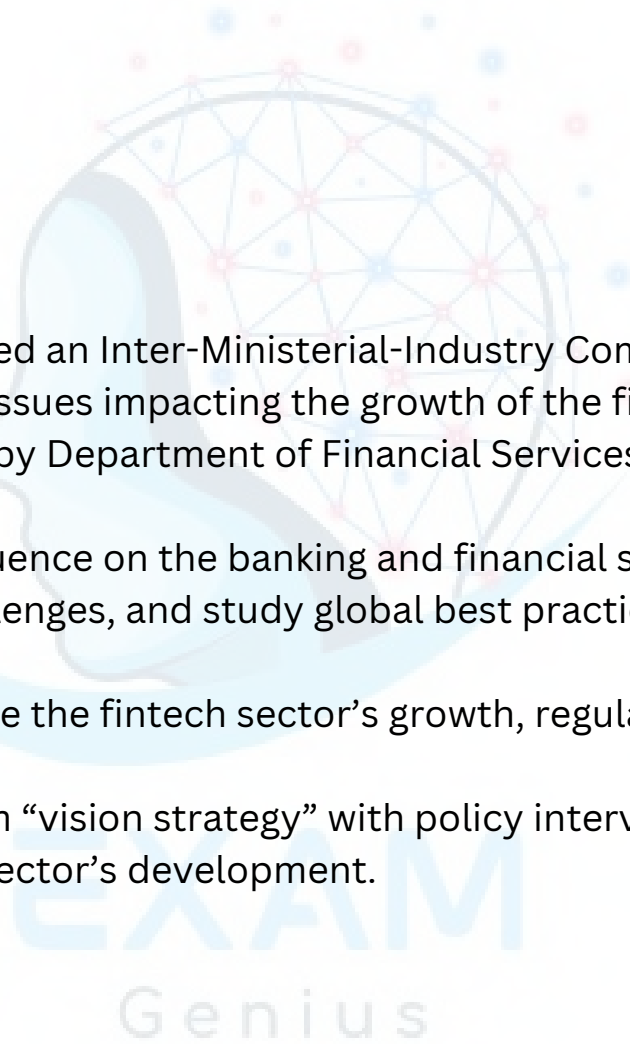 ed an Inter-Ministerial-Industry Con
ssues impacting the growth of the fi
by Department of Financial Services
uence on the banking and financial s
enges, and study global best practi
e the fintech sector’s growth, regula
n “vision strategy” with policy interv
ector’s development.
EXAM
Genius